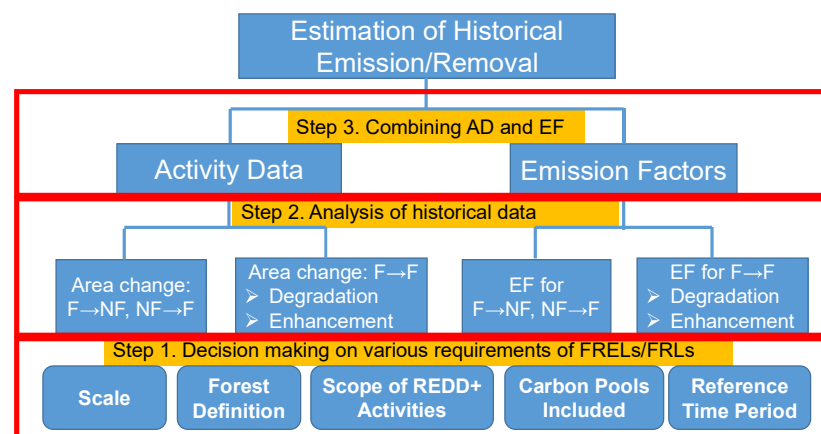 Estimation of Historical
Emission/Removal
Step 3. Combining AD and EF
Activity Data
Emission Factors
Step 2. Analysis of historical data
Area change:
F→NF, NF→F
Area change: F→F
➢ Degradation
➢ Enhancement
EF for
F→NF, NF→F
EF for F→F
➢ Degradation
➢ Enhancement
Step 1. Decision making on various requirements of FRELs/FRLs
Scale
Forest
Definition
Scope of REDD+
Activities
Carbon Pools
Included
Reference
Time Period